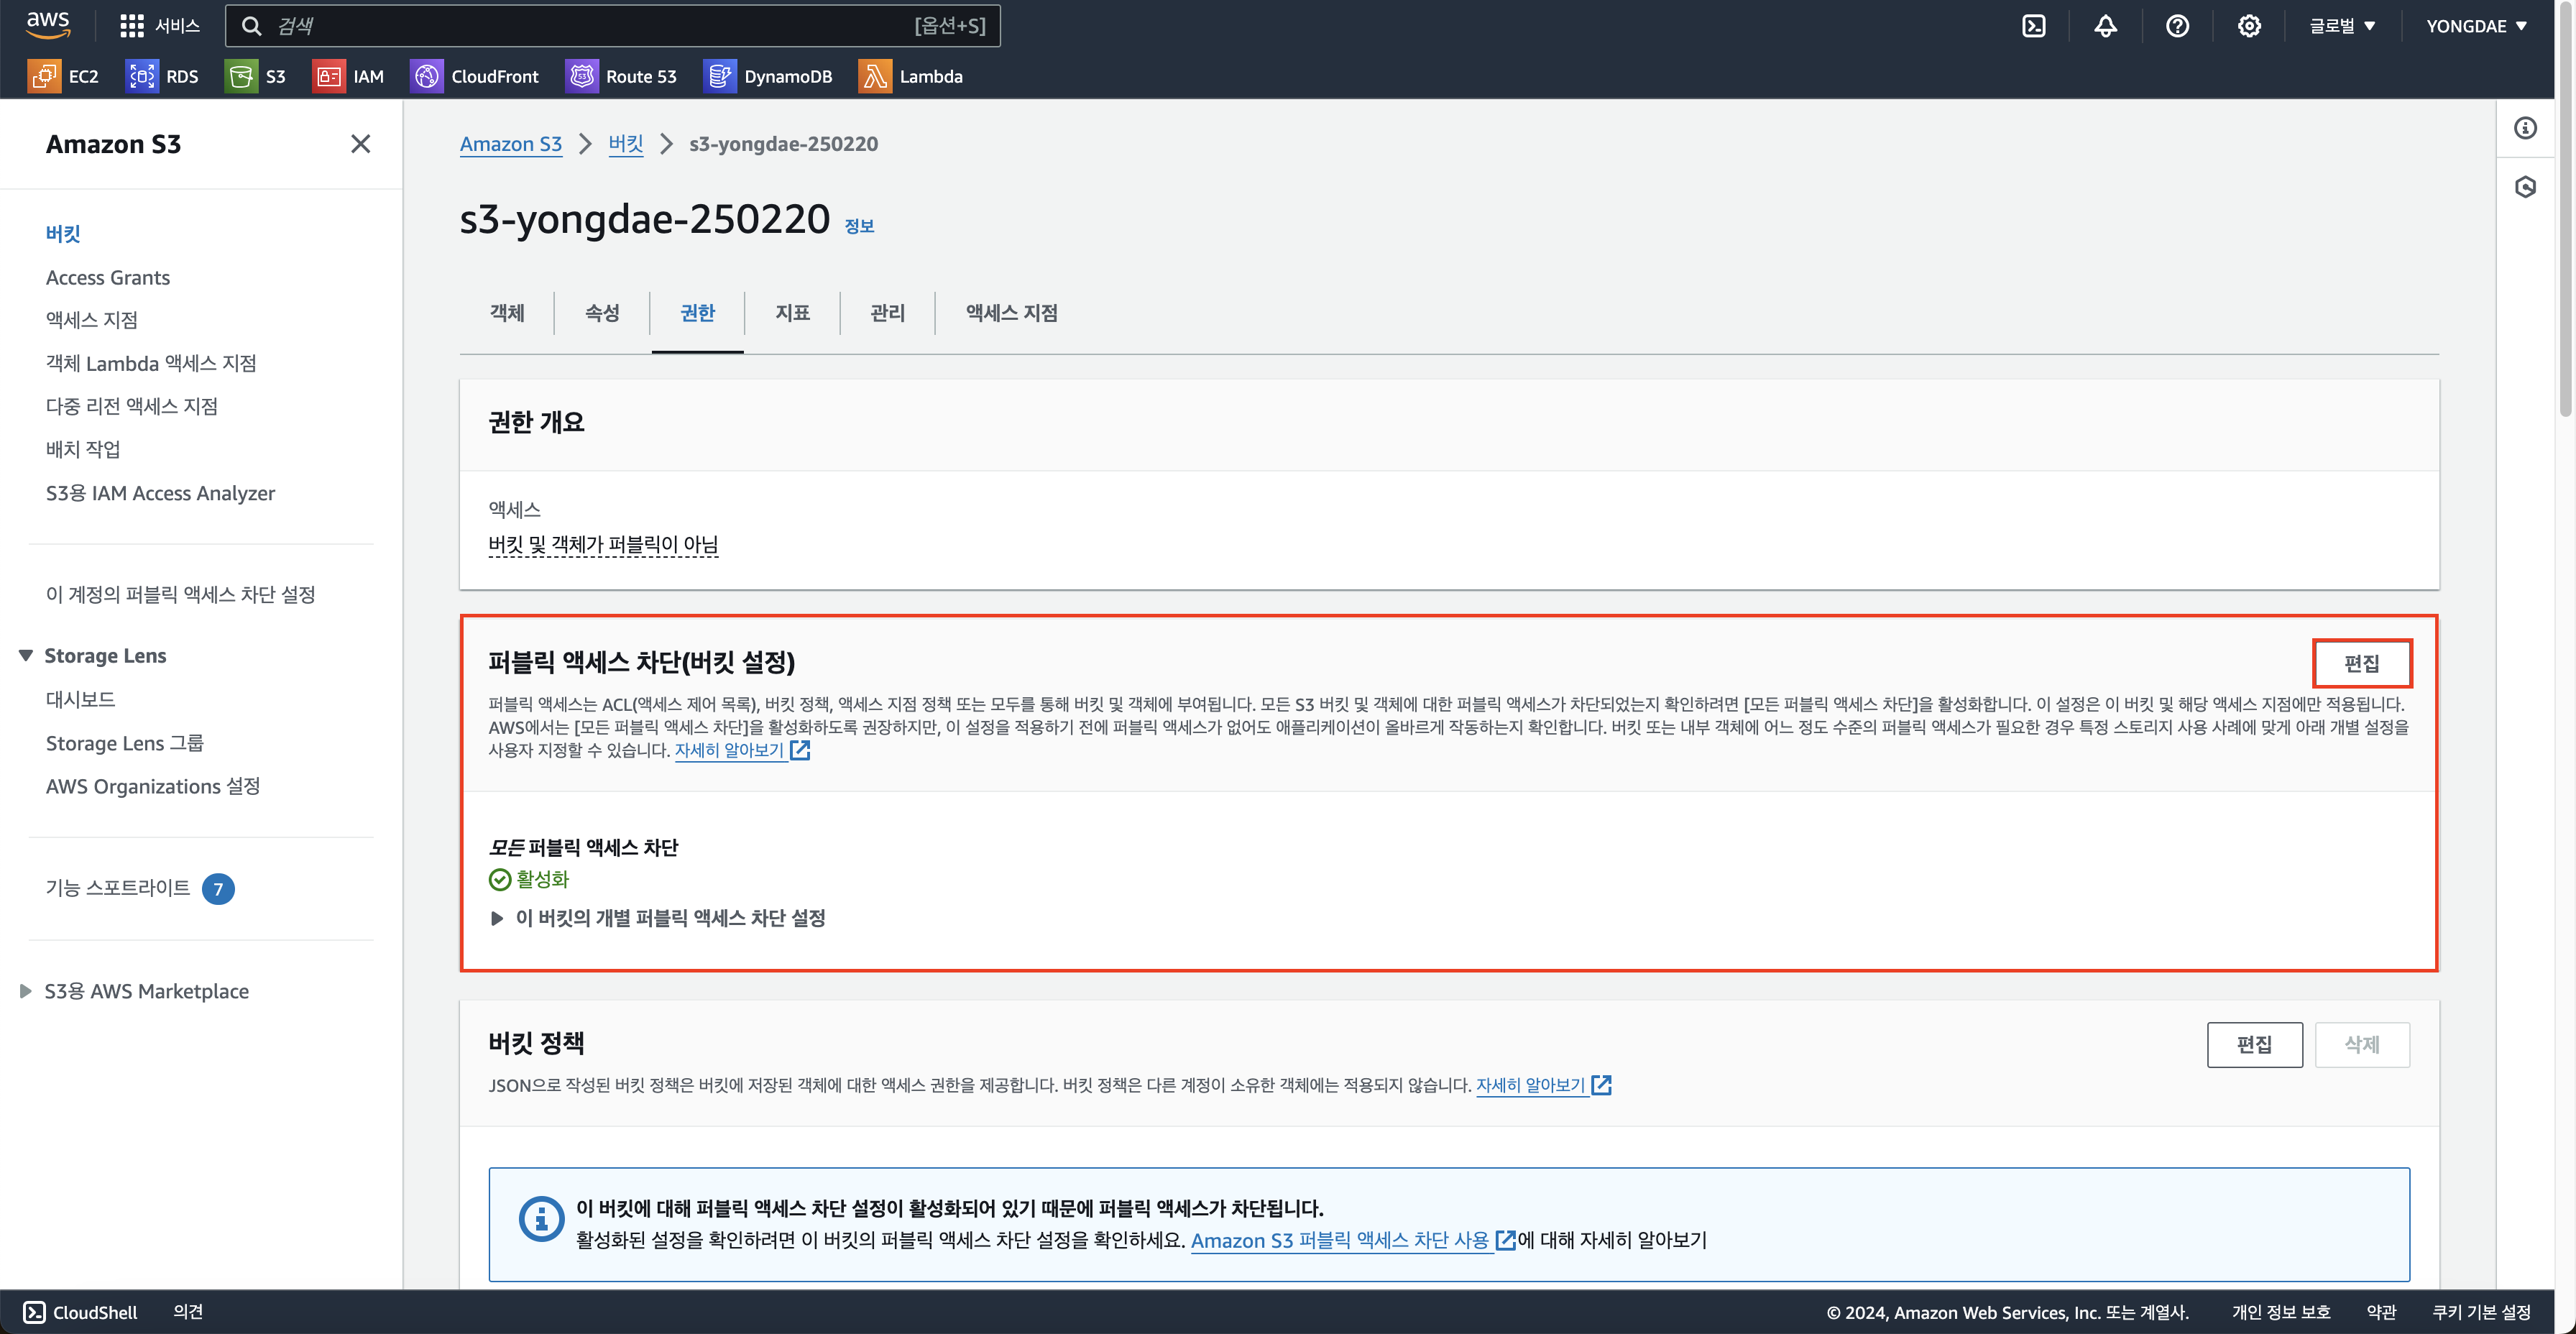 aws
서비스
검색
[옵션+S]
글로벌
YONGDAE
EC2
RDS
S3
IAM
CloudFront
Route 53
DynamoDB
Lambda
Amazon S3
버킷
Access Grants
액세스 지점
객체 Lambda 액세스 지점
다중 리전 액세스 지점
배치 작업
S3용 IAM Access Analyzer
이 계정의 퍼블릭 액세스 차단 설정
Storage Lens
대시보드
Storage Lens 그룹
AWS Organizations 설정
기능 스포트라이트 7
S3용 AWS Marketplace
Amazon S3 > 버킷 > s3-yongdae-250220
s3-yongdae-250220 정보
객체
속성
권한
지표
관리
액세스 지점
권한 개요
액세스
버킷 및 객체가 퍼블릭이 아님
퍼블릭 액세스 차단(버킷 설정)
편집
퍼블릭 액세스는 ACL(액세스 제어 목록), 버킷 정책, 액세스 지점 정책 또는 모두를 통해 버킷 및 객체에 부여됩니다. 모든 S3 버킷 및 객체에 대한 퍼블릭 액세스가 차단되었는지 확인하려면 [모든 퍼블릭 액세스 차단]을 활성화합니다. 이 설정은 이 버킷 및 해당 액세스 지점에만 적용됩니다.
AWS에서는 [모든 퍼블릭 액세스 차단]을 활성화하도록 권장하지만, 이 설정을 적용하기 전에 퍼블릭 액세스가 없어도 애플리케이션이 올바르게 작동하는지 확인합니다. 버킷 또는 내부 객체에 어느 정도 수준의 퍼블릭 액세스가 필요한 경우 특정 스토리지 사용 사례에 맞게 아래 개별 설정을
사용자 지정할 수 있습니다. 자세히 알아보기
모든 퍼블릭 액세스 차단
활성화
이 버킷의 개별 퍼블릭 액세스 차단 설정
버킷 정책
편집
삭제
JSON으로 작성된 버킷 정책은 버킷에 저장된 객체에 대한 액세스 권한을 제공합니다. 버킷 정책은 다른 계정이 소유한 객체에는 적용되지 않습니다. 자세히 알아보기
이 버킷에 대해 퍼블릭 액세스 차단 설정이 활성화되어 있기 때문에 퍼블릭 액세스가 차단됩니다.
활성화된 설정을 확인하려면 이 버킷의 퍼블릭 액세스 차단 설정을 확인하세요. Amazon S3 퍼블릭 액세스 차단 사용 에 대해 자세히 알아보기
CloudShell
의견
© 2024, Amazon Web Services, Inc. 또는 계열사.
개인 정보 보호
약관
쿠키 기본 설정